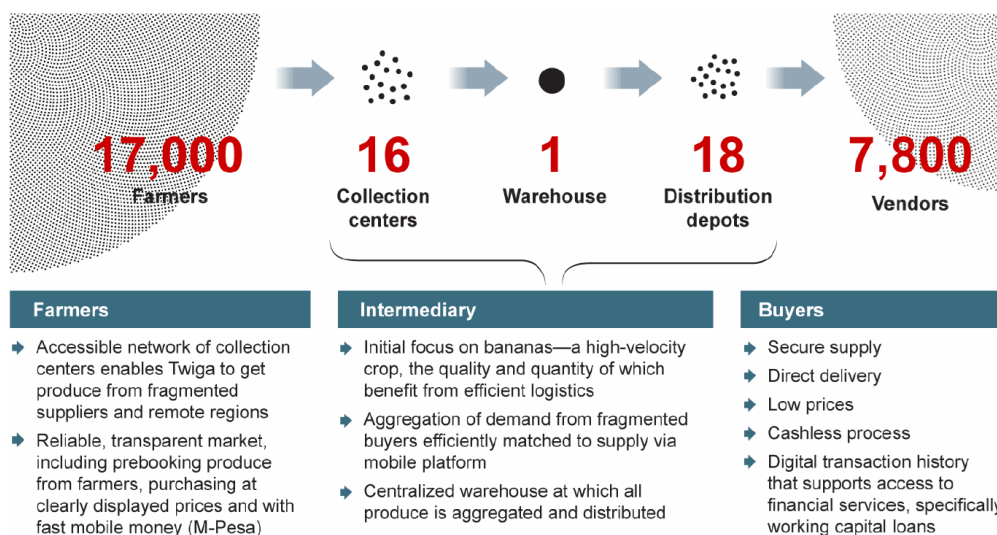 17,000
Farmers
16
Collection
centers
1
Warehouse
18
Distribution
depots
7,800
Vendors
Farmers
Accessible network of collection
centers enables Twiga to get
produce from fragmented
suppliers and remote regions
Reliable, transparent market,
including prebooking produce
from farmers, purchasing at
clearly displayed prices and with
fast mobile money (M-Pesa)
Intermediary
Initial focus on bananas—a high-velocity
crop, the quality and quantity of which
benefit from efficient logistics
Aggregation of demand from fragmented
buyers efficiently matched to supply via
mobile platform
Centralized warehouse at which all
produce is aggregated and distributed
Buyers
Secure supply
Direct delivery
Low prices
Cashless process
Digital transaction history
that supports access to
financial services, specifically
working capital loans